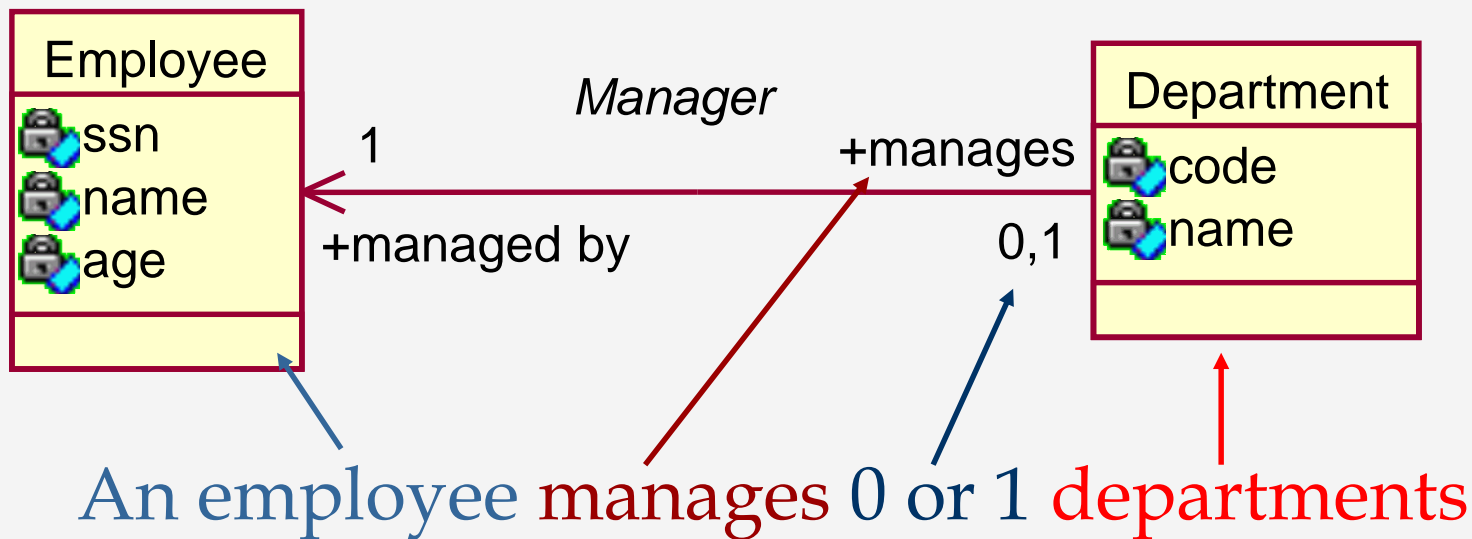 Employee
ssn
name
age
Manager
1
+manages
+managed by
0,1
Department
code
name
An employee manages 0 or 1 departments